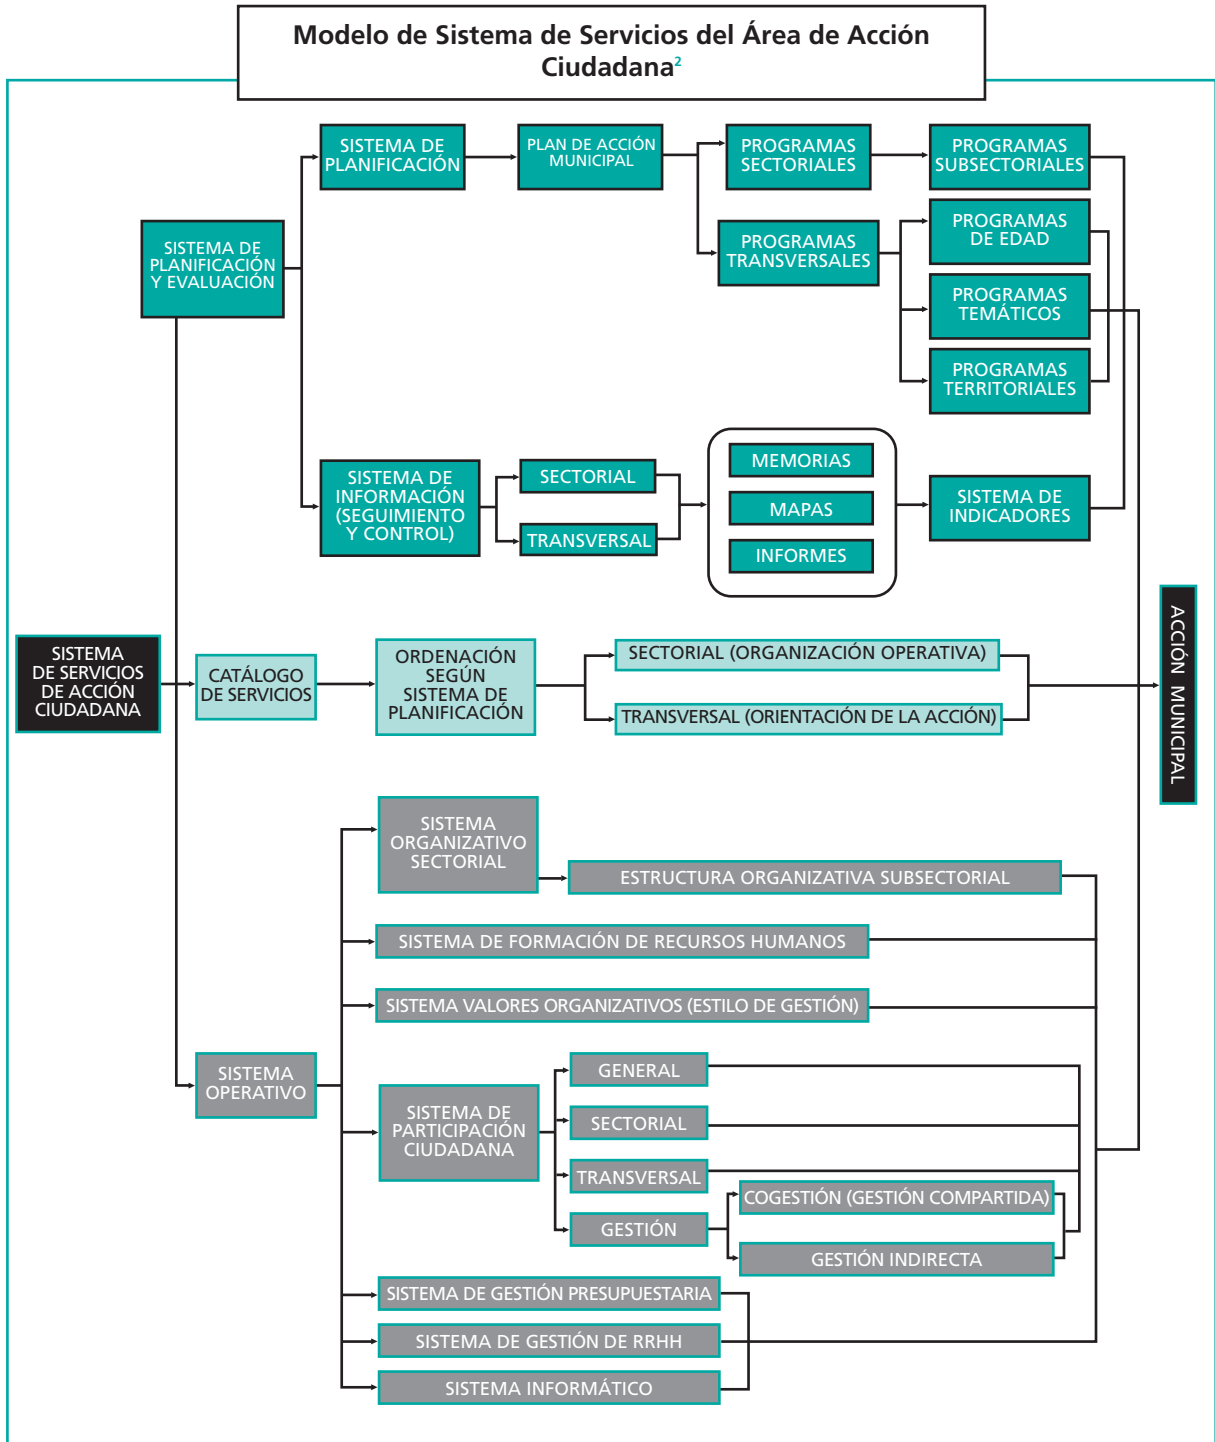 Modelo de Sistema de Servicios del Área de Acción
Ciudadana²
SISTEMA DE
PLANIFICACIÓN
PLAN DE ACCIÓN
MUNICIPAL
PROGRAMAS
SECTORIALES
PROGRAMAS
SUBSECTORIALES
SISTEMA DE
PLANIFICACIÓN
Y EVALUACIÓN
PROGRAMAS
TRANSVERSALES
PROGRAMAS
DE EDAD
PROGRAMAS
TEMÁTICOS
PROGRAMAS
TERRITORIALES
SISTEMA DE
INFORMACIÓN
(SEGUIMIENTO
Y CONTROL)
SECTORIAL
TRANSVERSAL
MEMORIAS
MAPAS
INFORMES
SISTEMA DE
INDICADORES
SISTEMA
DE SERVICIOS
DE ACCIÓN
CIUDADANA
CATÁLOGO
DE SERVICIOS
ORDENACIÓN
SEGÚN
SISTEMA DE
PLANIFICACIÓN
SECTORIAL (ORGANIZACIÓN OPERATIVA)
TRANSVERSAL (ORIENTACIÓN DE LA ACCIÓN)
ACCIÓN MUNICIPAL
SISTEMA
ORGANIZATIVO
SECTORIAL
ESTRUCTURA ORGANIZATIVA SUBSECTORIAL
SISTEMA DE FORMACIÓN DE RECURSOS HUMANOS
SISTEMA VALORES ORGANIZATIVOS (ESTILO DE GESTIÓN)
SISTEMA
OPERATIVO
SISTEMA DE
PARTICIPACIÓN
CIUDADANA
GENERAL
SECTORIAL
TRANSVERSAL
GESTIÓN
COGESTIÓN (GESTIÓN COMPARTIDA)
GESTIÓN INDIRECTA
SISTEMA DE GESTIÓN PRESUPUESTARIA
SISTEMA DE GESTIÓN DE RRHH
SISTEMA INFORMÁTICO